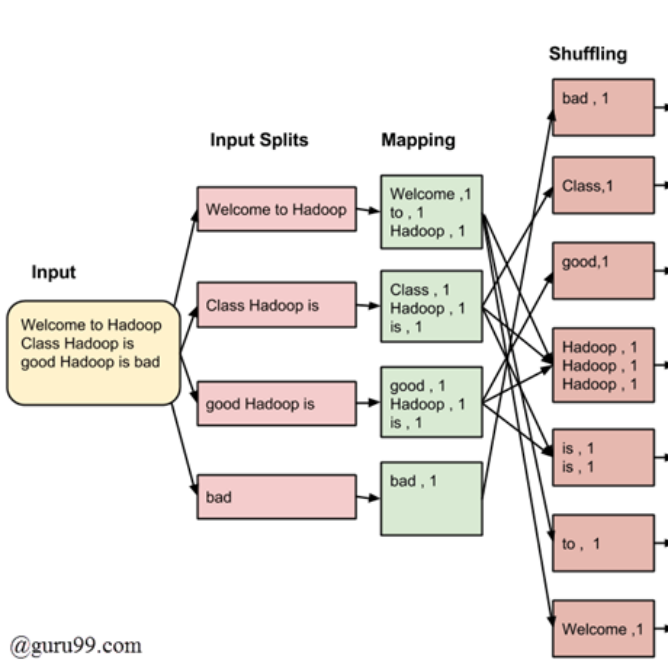 Shuffling
Input Splits
Mapping
Input
Welcome to Hadoop
Class Hadoop is
good Hadoop is bad
Welcome to Hadoop
Class Hadoop is
good Hadoop is
bad
Welcome ,1
to , 1
Hadoop , 1
Class , 1
Hadoop , 1
is , 1
good , 1
Hadoop , 1
is , 1
bad , 1
bad , 1
Class,1
good,1
Hadoop , 1
Hadoop , 1
Hadoop , 1
is , 1
is , 1
to , 1
Welcome ,1
@guru99.com